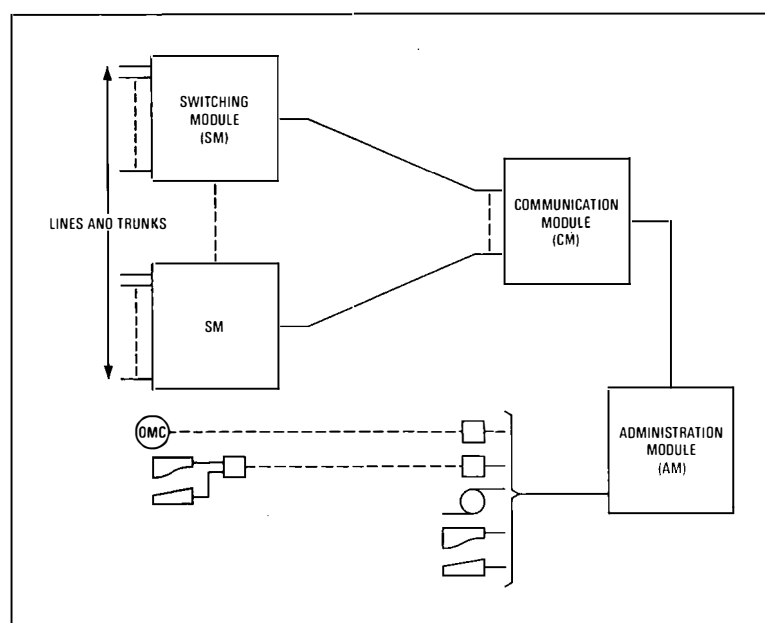 SWITCHING
MODULE
(SM)
COMMUNICATION
MODULE
(CM)
LINES AND TRUNKS
SM
OMC
ADMINISTRATION
MODULE
(AM)